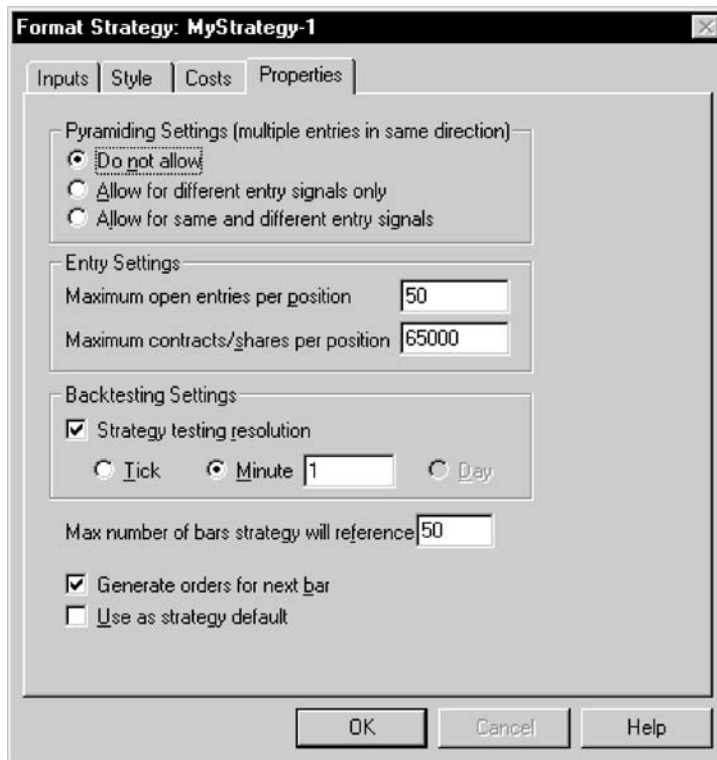 Format Strategy: MyStrategy-1
Inputs Style Costs Properties
Pyramiding Settings (multiple entries in same direction)
Do not allow
Allow for different entry signals only
Allow for same and different entry signals
Entry Settings
Maximum open entries per position 50
Maximum contracts/shares per position 65000
Backtesting Settings
Strategy testing resolution
Tick Minute 1 Day
Max number of bars strategy will reference 50
Generate orders for next bar
Use as strategy default
OK Cancel Help